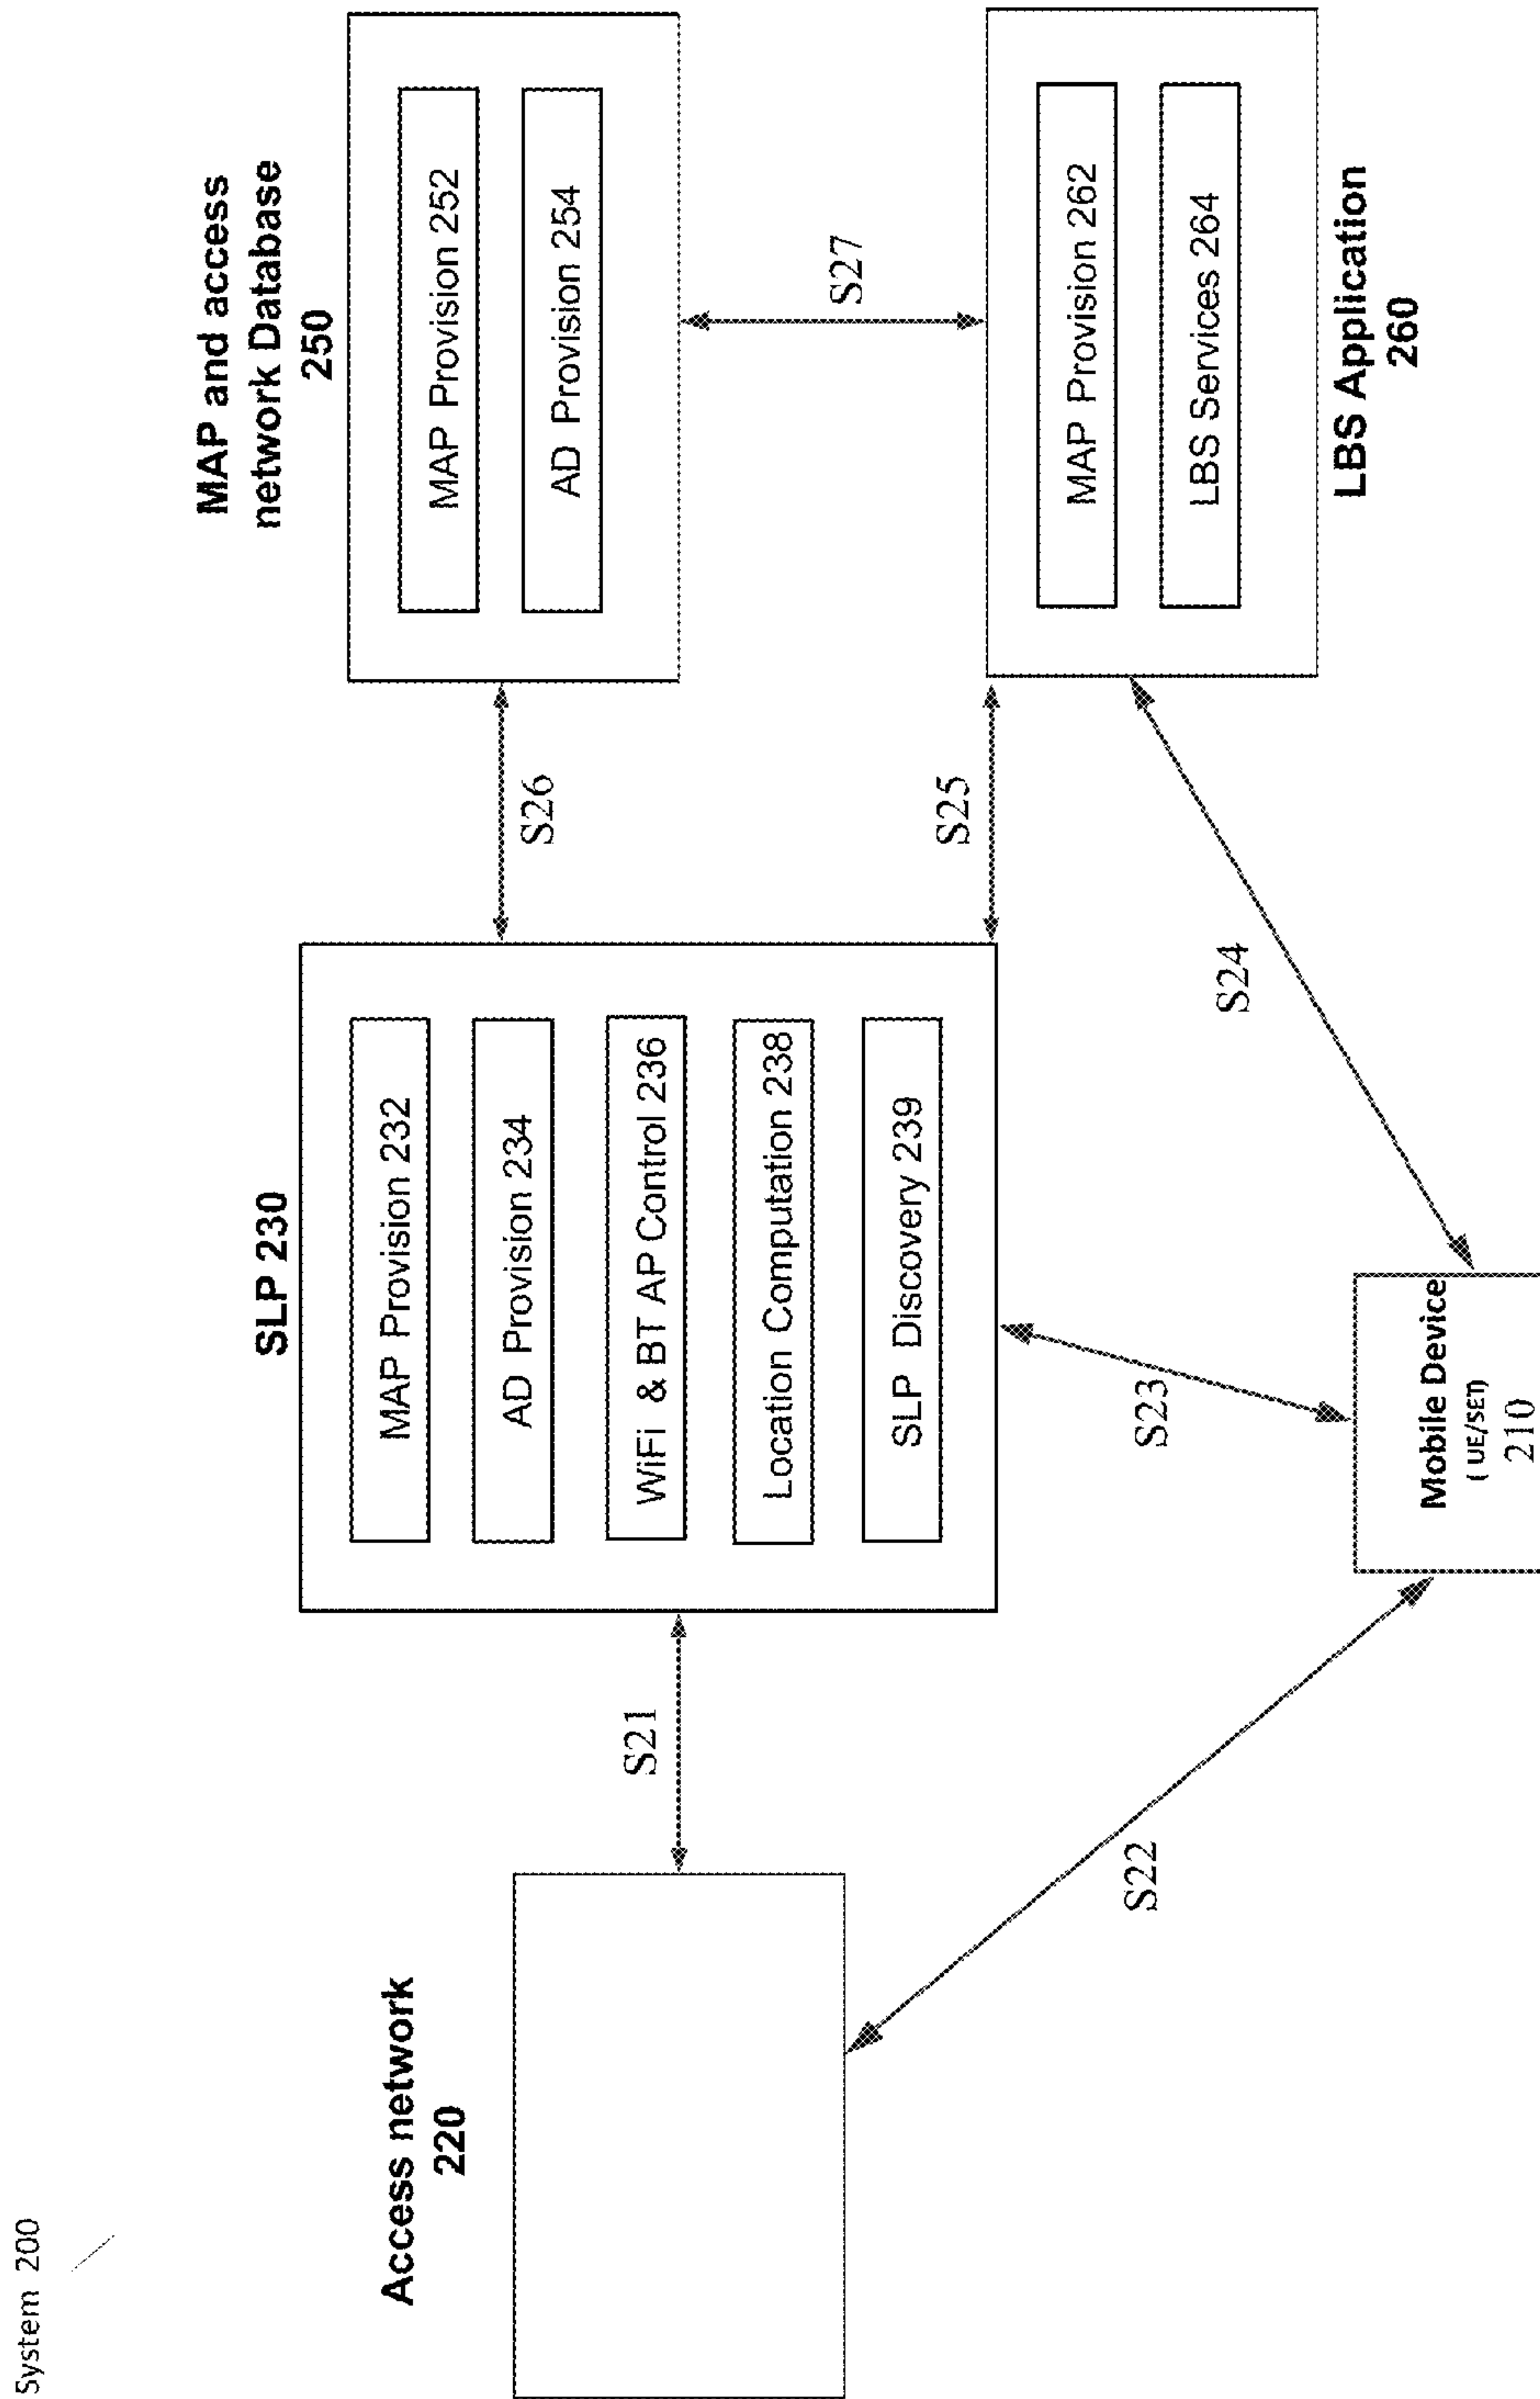 System 200
Access network
220
S21
S22
SLP 230
MAP Provision 232
AD Provision 234
WiFi & BT AP Control 236
Location Computation 238
SLP Discovery 239
S23
Mobile Device
( UE/SET)
210
S26
S25
S24
MAP and access
network Database
250
MAP Provision 252
AD Provision 254
S27
MAP Provision 262
LBS Services 264
LBS Application
260